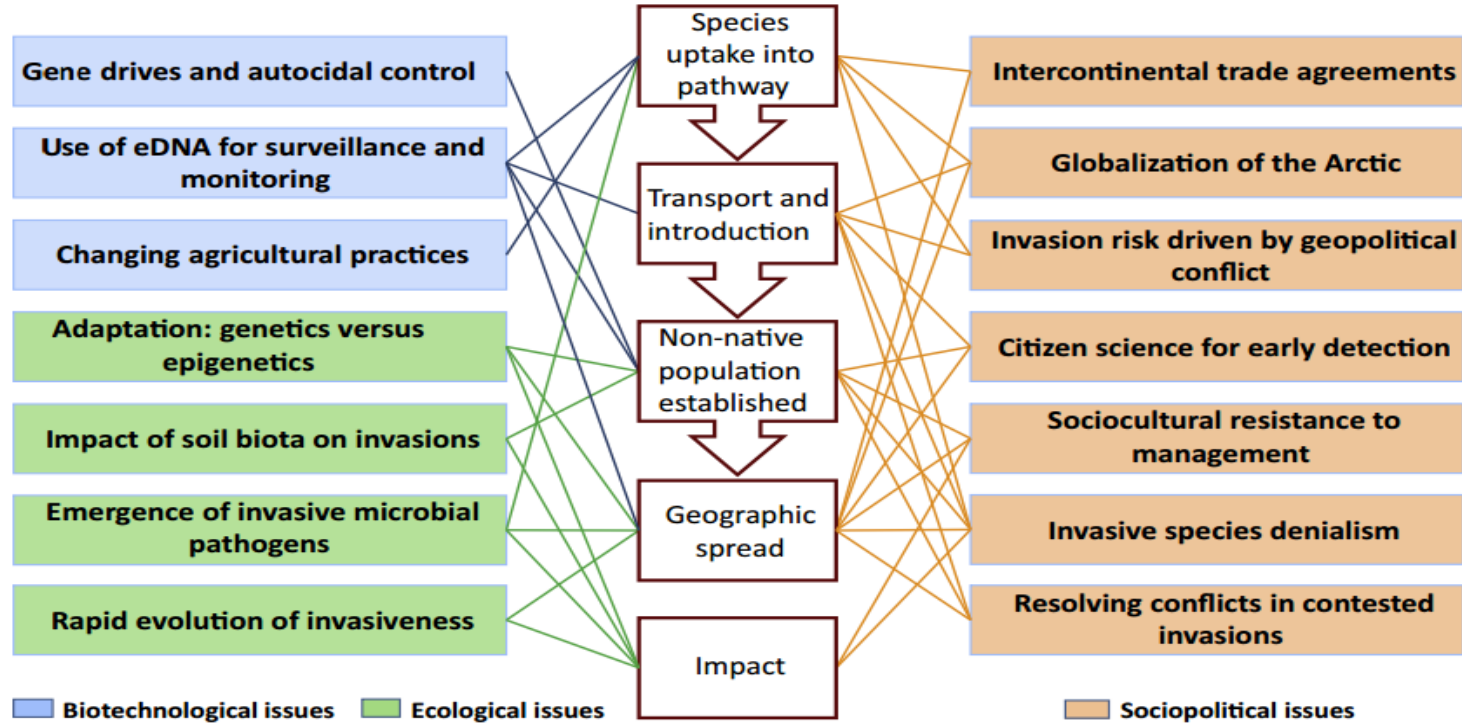 Gene drives and autocidal control
Use of eDNA for surveillance and
monitoring
Changing agricultural practices
Adaptation: genetics versus
epigenetics
Impact of soil biota on invasions
Emergence of invasive microbial
pathogens
Rapid evolution of invasiveness
Species
uptake into
pathway
Transport and
introduction
Non-native
population
established
Geographic
spread
Impact
Intercontinental trade agreements
Globalization of the Arctic
Invasion risk driven by geopolitical
conflict
Citizen science for early detection
Sociocultural resistance to
management
Invasive species denialism
Resolving conflicts in contested
invasions
Biotechnological issues
Ecological issues
Sociopolitical issues